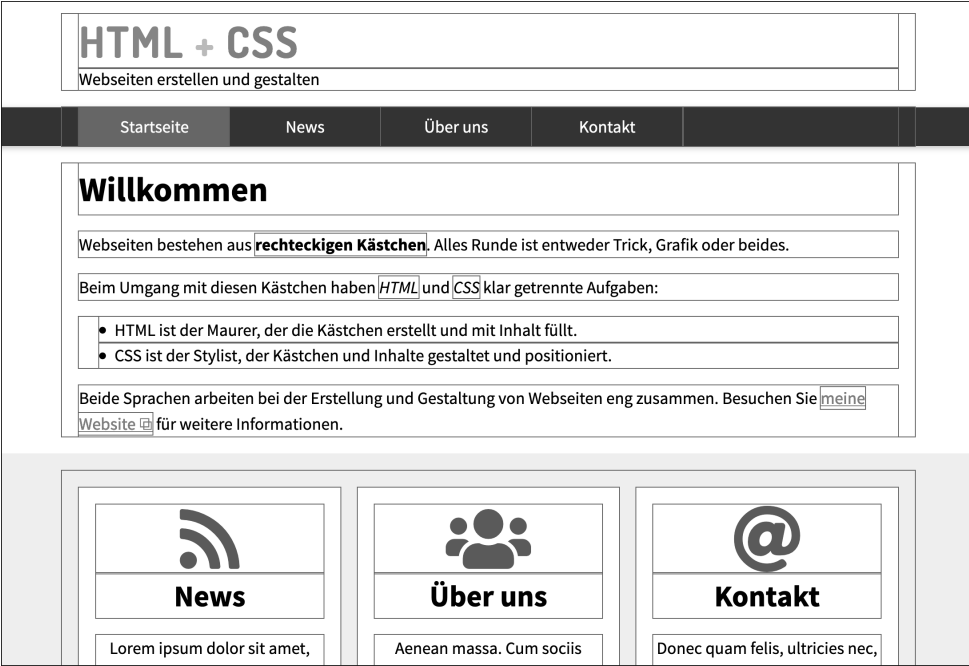 HTML + CSS
Webseiten erstellen und gestalten
Startseite News Über uns Kontakt
Willkommen
Webseiten bestehen aus rechteckigen Kästchen. Alles Runde ist entweder Trick, Grafik oder beides.
Beim Umgang mit diesen Kästchen haben HTML und CSS klar getrennte Aufgaben:
• HTML ist der Maurer, der die Kästchen erstellt und mit Inhalt füllt.
• CSS ist der Stylist, der Kästchen und Inhalte gestaltet und positioniert.
Beide Sprachen arbeiten bei der Erstellung und Gestaltung von Webseiten eng zusammen. Besuchen Sie meine
Website für weitere Informationen.
News
Lorem ipsum dolor sit amet,
Über uns
Aenean massa. Cum sociis
@
Kontakt
Donec quam felis, ultricies nec,